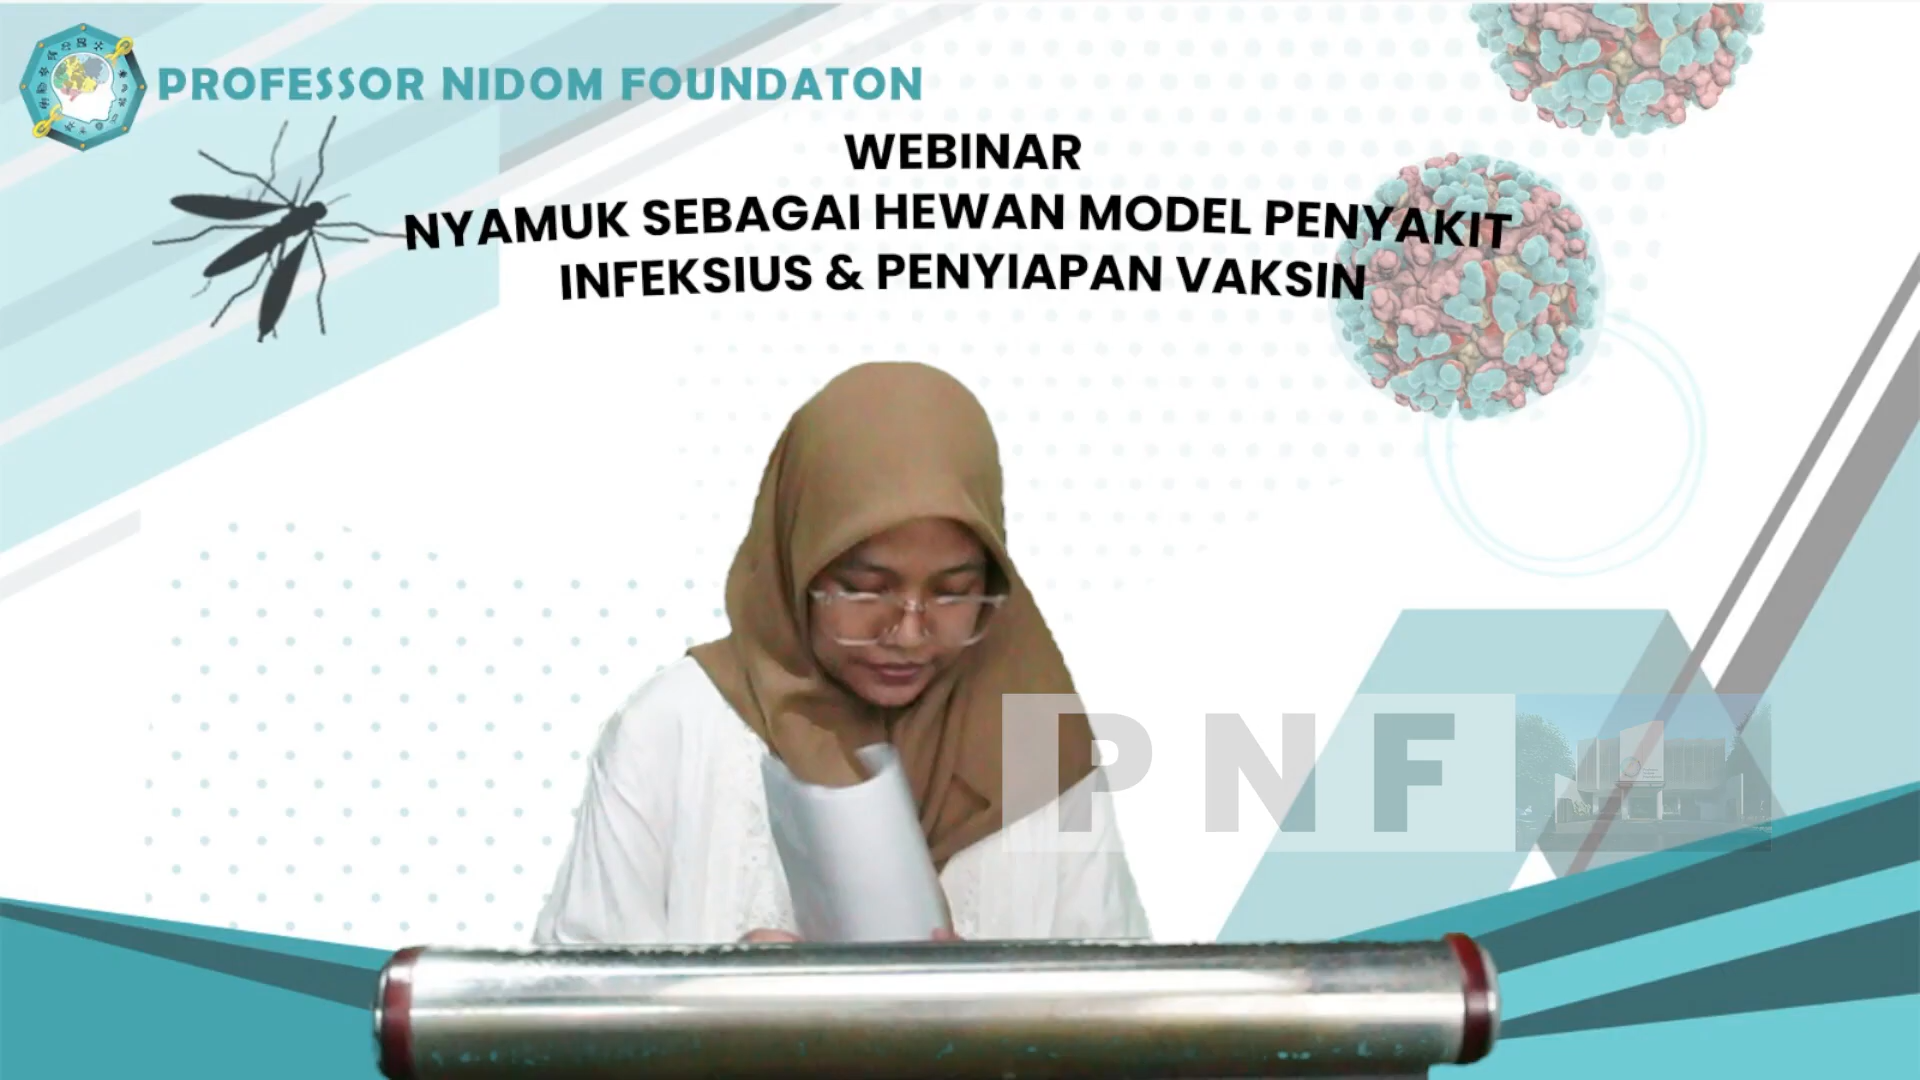 PROFESSOR NIDOM FOUNDATON
WEBINAR
NYAMUK SEBAGAI HEWAN MODEL PENYAKIT
INFEKSIUS & PENYIAPAN VAKSIN
PNF